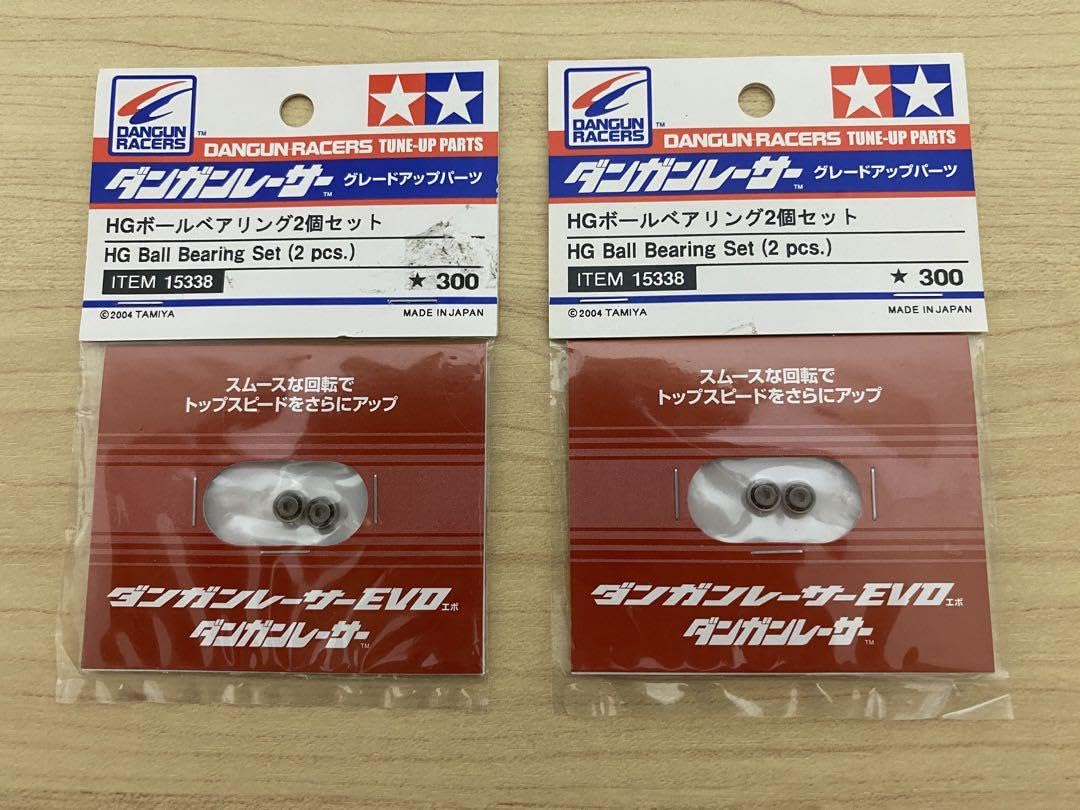 DANGUN
RACERS
TM
DANGUN-RACERS TUNE-UP PARTS
ダンガンレーサー TM グレードアップパーツ
HGボールベアリング2個セット
HG Ball Bearing Set (2 pcs.)
ITEM 15338 ★ 300
©2004 TAMIYA MADE IN JAPAN
スムースな回転で
トップスピードをさらにアップ
ダンガンレーサーEVO エボ
ダンガンレーサー TM
DANGUN
RACERS
TM
DANGUN-RACERS TUNE-UP PARTS
ダンガンレーサー TM グレードアップパーツ
HGボールベアリング2個セット
HG Ball Bearing Set (2 pcs.)
ITEM 15338 ★ 300
©2004 TAMIYA MADE IN JAPAN
スムースな回転で
トップスピードをさらにアップ
ダンガンレーサーEVO エボ
ダンガンレーサー TM